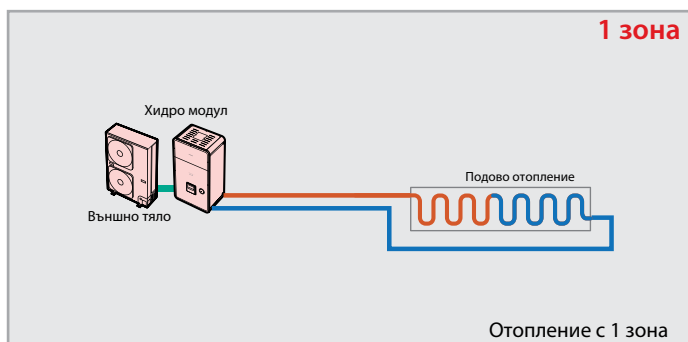 1 зона
Хидро модул
Подово отопление
Външно тяло
Отопление с 1 зона